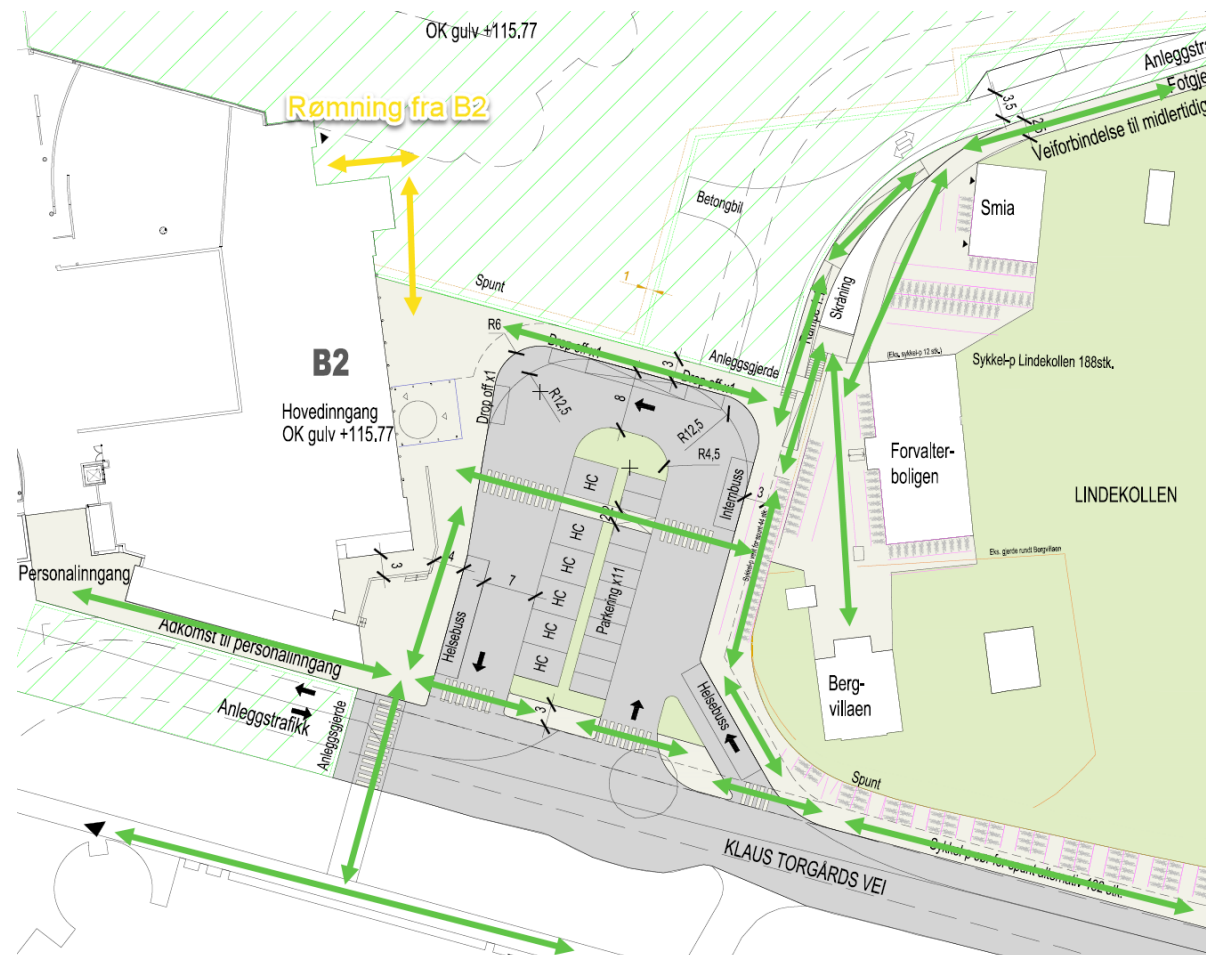 OK gulv +115.77
Anleggstra
Fotgje
Veiforbindelse til midlertidig
3,5
Rømning fra B2
Betongbil
Smia
Spunt
1
Skråning
R6
Drop off x1
3
Anleggsgjerde
Drop off x1
(Eks. sykkel-p 12 stk.)
Sykkel-p Lindekollen 188stk.
B2
Drop off x1
R12,5
8
R12,5
R4,5
Hovedinngang
OK gulv +115.77
HC
Internbuss
3
Forvalter-
boligen
LINDEKOLLEN
HC
Eks. gjerde rundt Bergvillaen
Personalinngang
3
4
7
HC
Parkering x11
HC
HC
Helsebuss
Adkomst til personalinngang
3
Helsebuss
Berg-
villaen
Anleggstrafikk
Anleggsgjerde
Spunt
KLAUS TORGÅRDS VEI